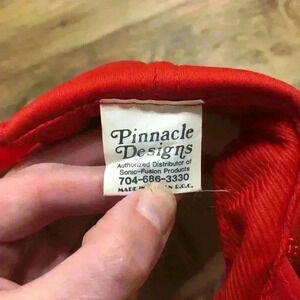 Pinnacle
Designs
Authorized Distributor of
Sonic-Fusion Products
704-686-3330
MADE IN R.O.C.